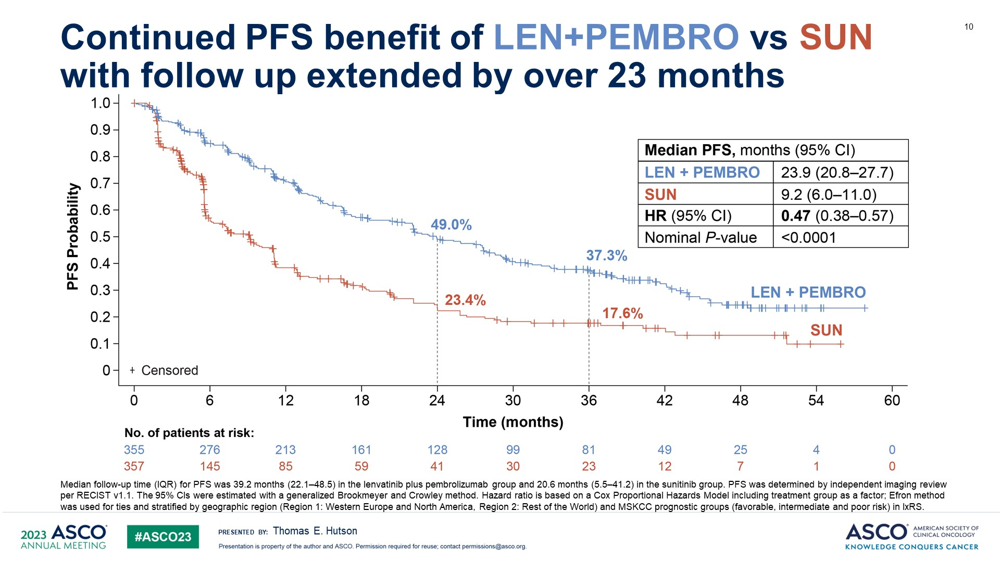 Continued PFS benefit of LEN+PEMBRO vs SUN
with follow up extended by over 23 months
10
1.0
0.9
0.8
0.7
0.6
0.5
0.4
0.3
0.2
0.1
0
PFS Probability
49.0%
37.3%
23.4%
17.6%
LEN + PEMBRO
SUN
+ Censored
Median PFS, months (95% CI)
LEN + PEMBRO 23.9 (20.8–27.7)
SUN 9.2 (6.0–11.0)
HR (95% CI) 0.47 (0.38–0.57)
Nominal P-value <0.0001
0 6 12 18 24 30 36 42 48 54 60
Time (months)
No. of patients at risk:
355 276 213 161 128 99 81 49 25 4 0
357 145 85 59 41 30 23 12 7 1 0
Median follow-up time (IQR) for PFS was 39.2 months (22.1–48.5) in the lenvatinib plus pembrolizumab group and 20.6 months (5.5–41.2) in the sunitinib group. PFS was determined by independent imaging review
per RECIST v1.1. The 95% CIs were estimated with a generalized Brookmeyer and Crowley method. Hazard ratio is based on a Cox Proportional Hazards Model including treatment group as a factor; Efron method
was used for ties and stratified by geographic region (Region 1: Western Europe and North America, Region 2: Rest of the World) and MSKCC prognostic groups (favorable, intermediate and poor risk) in IxRS.
2023 ASCO
ANNUAL MEETING
#ASCO23
PRESENTED BY: Thomas E. Hutson
Presentation is property of the author and ASCO. Permission required for reuse; contact permissions@asco.org.
ASCO AMERICAN SOCIETY OF
CLINICAL ONCOLOGY
KNOWLEDGE CONQUERS CANCER